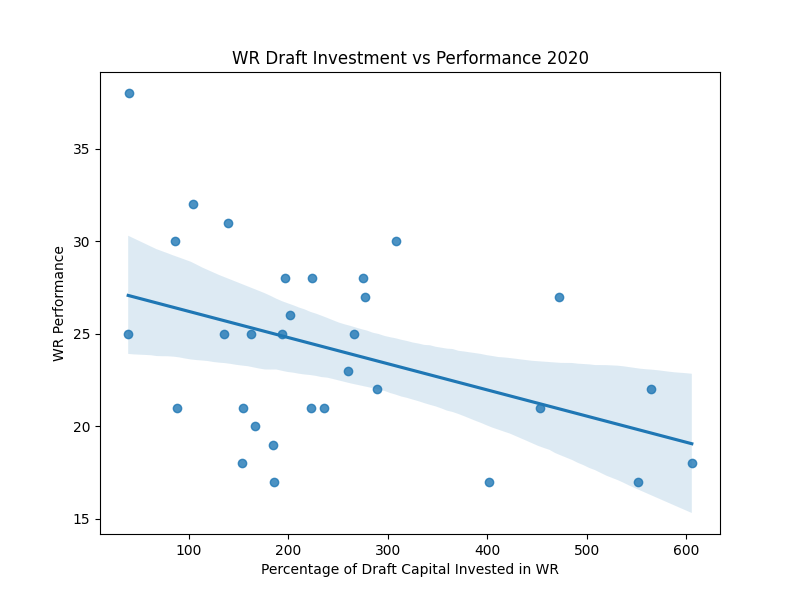 WR Draft Investment vs Performance 2020
WR Performance
35
30
25
20
15
100 200 300 400 500 600
Percentage of Draft Capital Invested in WR